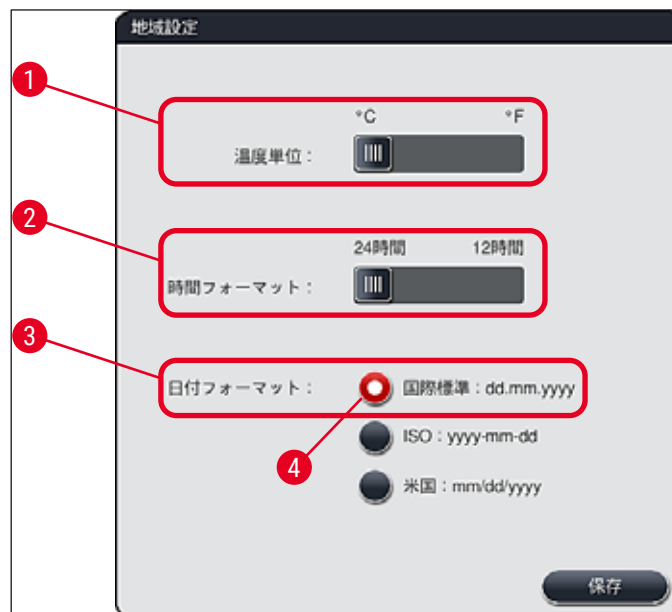 地域設定
1
°C °F
温度単位：
2
24時間 12時間
時間フォーマット：
3
日付フォーマット： 国際標準：dd.mm.yyyy
4
ISO：yyyy-mm-dd
米国：mm/dd/yyyy
保存